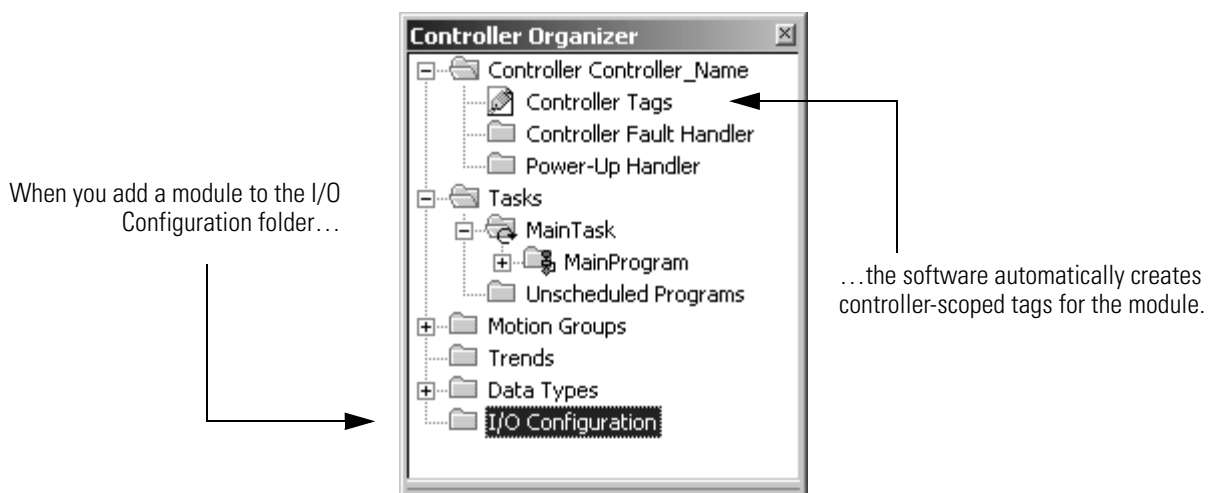 Controller Organizer
Controller Controller_Name
Controller Tags
Controller Fault Handler
Power-Up Handler
When you add a module to the I/O
Configuration folder…
Tasks
MainTask
MainProgram
Unscheduled Programs
…the software automatically creates
controller-scoped tags for the module.
Motion Groups
Trends
Data Types
I/O Configuration